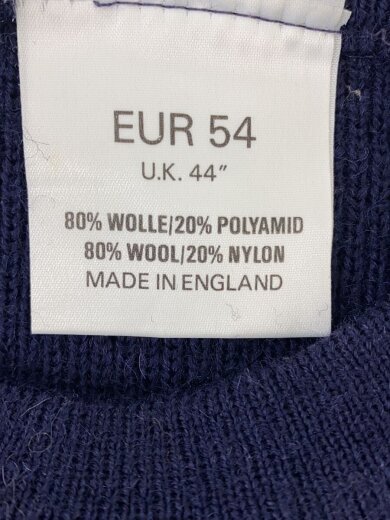 EUR 54
U.K. 44"
80% WOLLE/20% POLYAMID
80% WOOL/20% NYLON
MADE IN ENGLAND